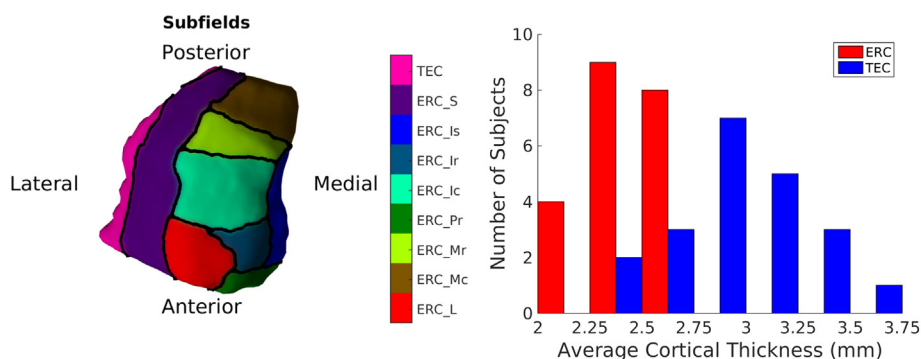 Subfields
Posterior
Lateral
Medial
Anterior
TEC
ERC_S
ERC_Is
ERC_Ir
ERC_Ic
ERC_Pr
ERC_Mr
ERC_Mc
ERC_L
Number of Subjects
10
8
6
4
2
0
ERC
TEC
2 2.25 2.5 2.75 3 3.25 3.5 3.75
Average Cortical Thickness (mm)